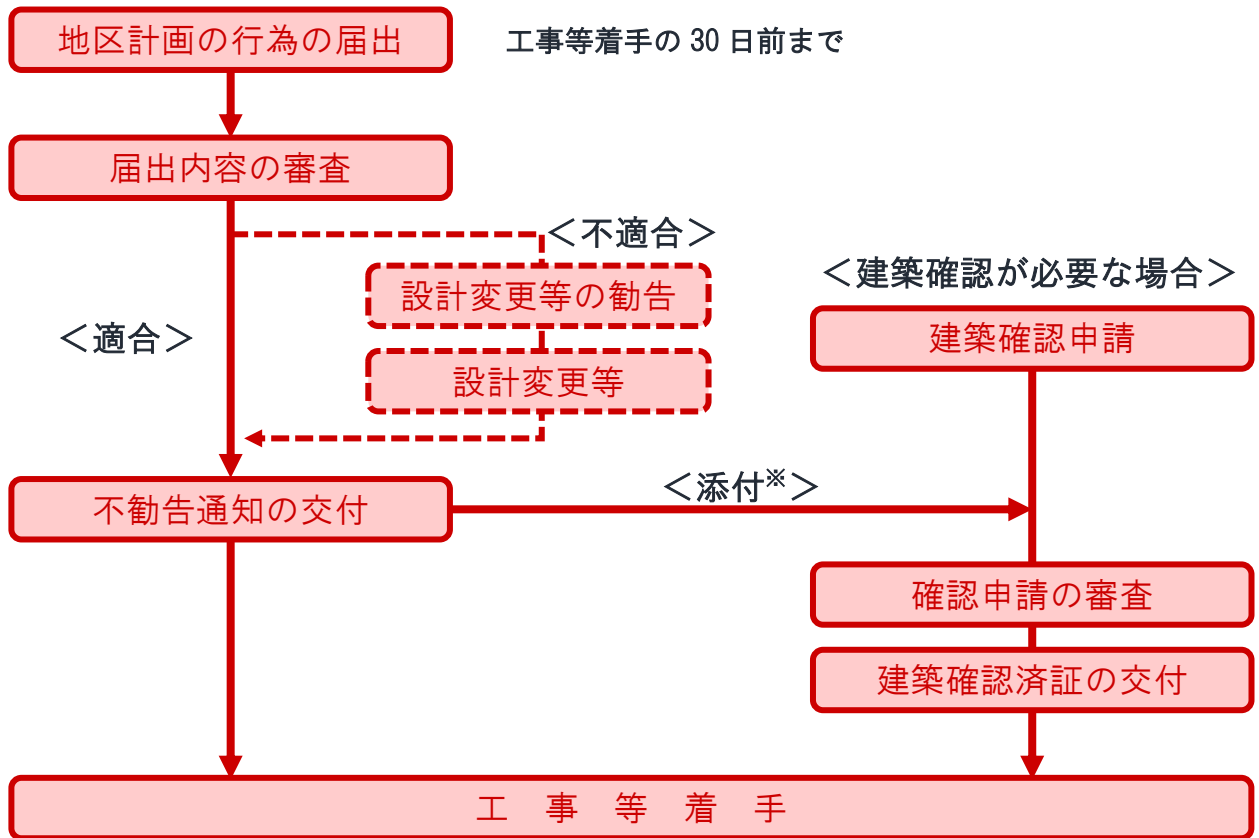 地区計画の行為の届出
工事等着手の 30 日前まで
届出内容の審査
＜不適合＞
設計変更等の勧告
＜適合＞
設計変更等
＜建築確認が必要な場合＞
建築確認申請
不勧告通知の交付
＜添付※＞
確認申請の審査
建築確認済証の交付
工 事 等 着 手